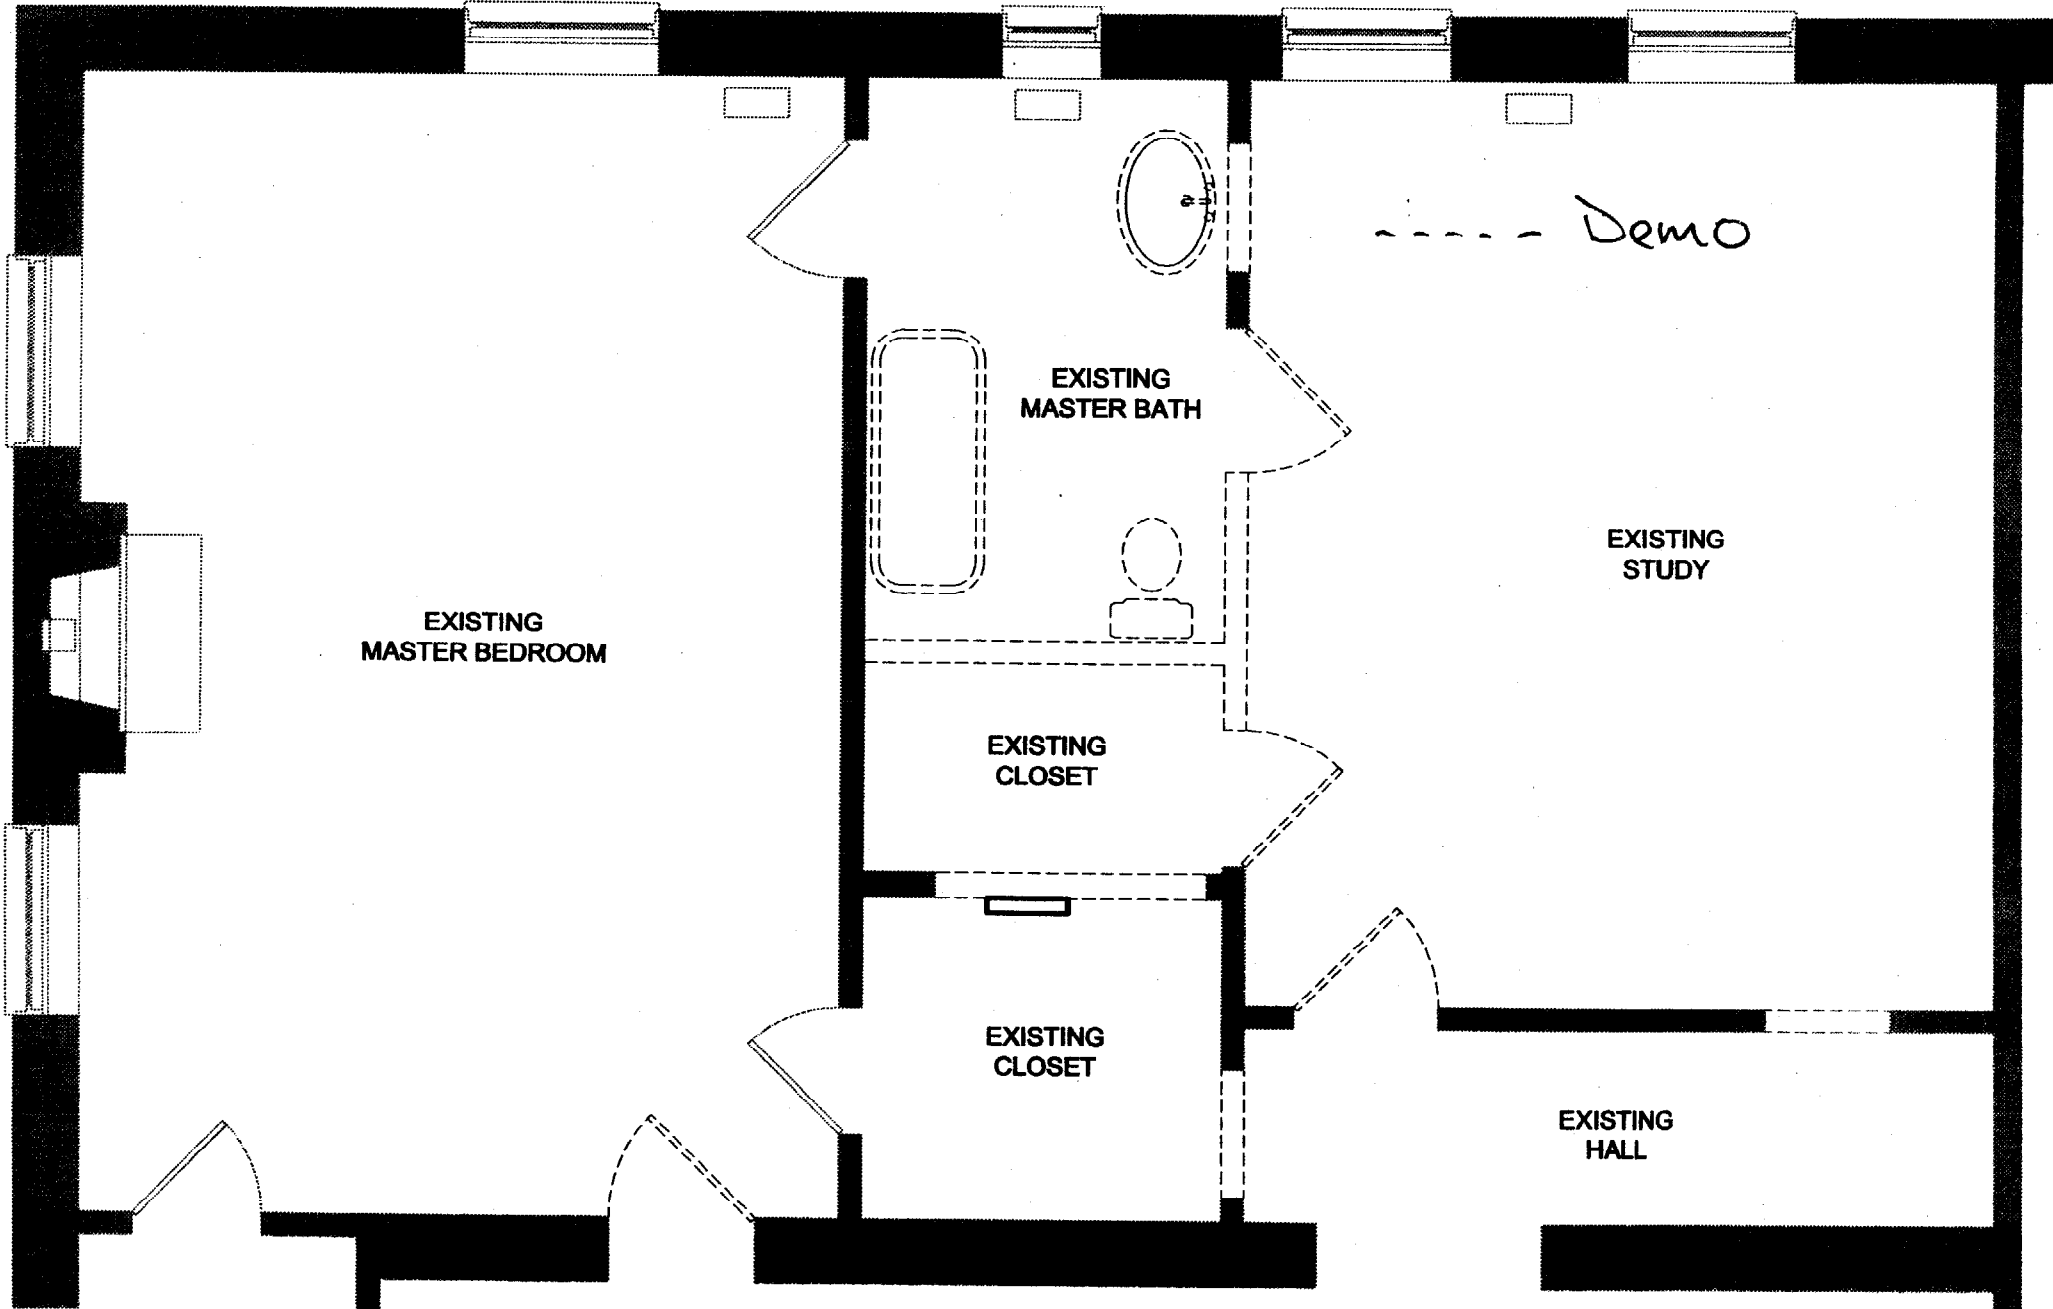 Demo
EXISTING
MASTER BATH
EXISTING
STUDY
EXISTING
MASTER BEDROOM
EXISTING
CLOSET
EXISTING
CLOSET
EXISTING
HALL